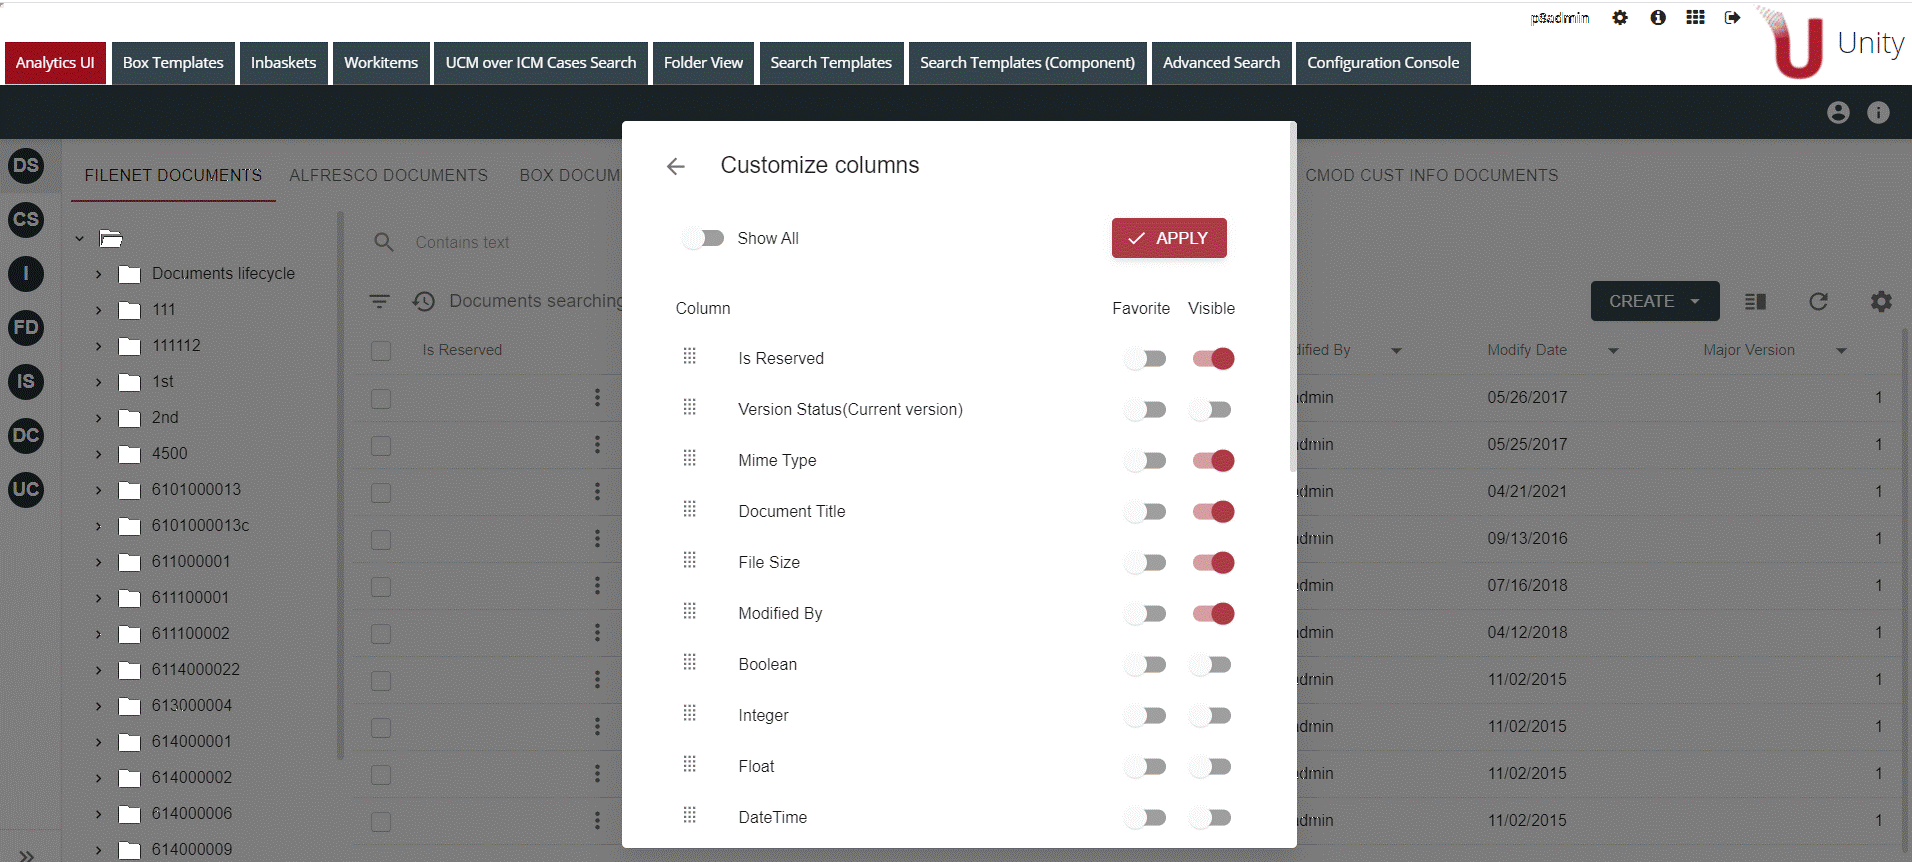 p8admin
Unity
Analytics UI Box Templates Inbaskets Workitems UCM over ICM Cases Search Folder View Search Templates Search Templates (Component) Advanced Search Configuration Console
DS
CS
I
FD
IS
DC
UC
FILENET DOCUMENTS ALFRESCO DOCUMENTS BOX DOCUM CMOD CUST INFO DOCUMENTS
Documents lifecycle
111
111112
1st
2nd
4500
6101000013
6101000013c
611000001
611100001
611100002
6114000022
613000004
614000001
614000002
614000006
614000009
Contains text
Documents searching
CREATE
Is Reserved
Customize columns
Show All APPLY
Column Favorite Visible
Is Reserved
Version Status(Current version)
Mime Type
Document Title
File Size
Modified By
Boolean
Integer
Float
DateTime
dified By Modify Date Major Version
dmin 05/26/2017 1
dmin 05/25/2017 1
dmin 04/21/2021 1
dmin 09/13/2016 1
dmin 07/16/2018 1
dmin 04/12/2018 1
dmin 11/02/2015 1
dmin 11/02/2015 1
dmin 11/02/2015 1
dmin 11/02/2015 1